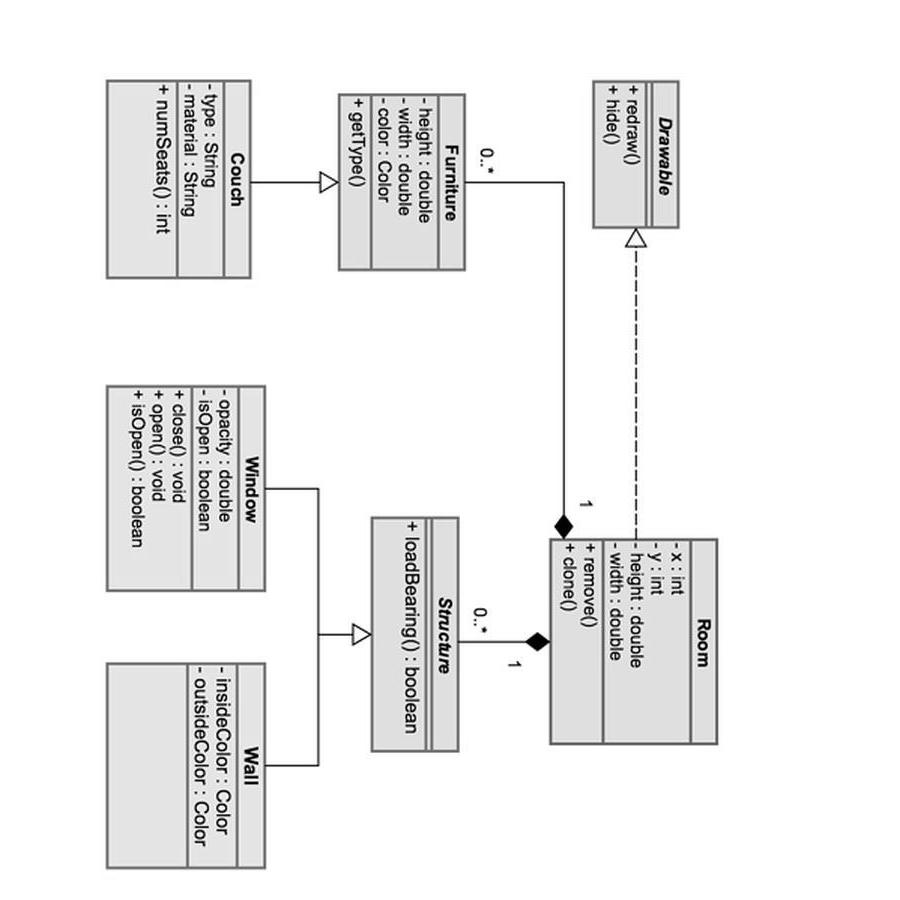 Drawable
+ redraw()
+ hide()
Room
- x : int
- y : int
- height : double
- width : double
+ remove()
+ clone()
1
0..*
1
0..*
Furniture
- height : double
- width : double
- color : Color
+ getType()
Structure
+ loadBearing() : boolean
Couch
- type : String
- material : String
+ numSeats() : int
Window
- opacity : double
- isOpen : boolean
+ close() : void
+ open() : void
+ isOpen() : boolean
Wall
- insideColor : Color
- outsideColor : Color